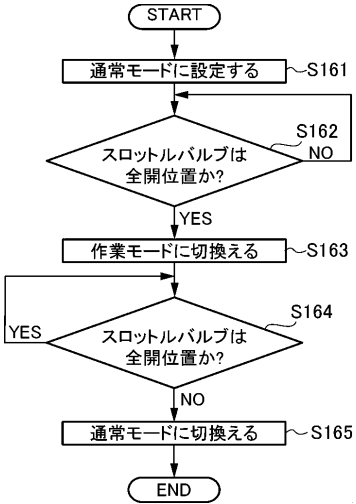 START
通常モードに設定する
S161
スロットルバルブは
全開位置か?
S162
NO
YES
作業モードに切換える
S163
スロットルバルブは
全開位置か?
S164
YES
NO
通常モードに切換える
S165
END